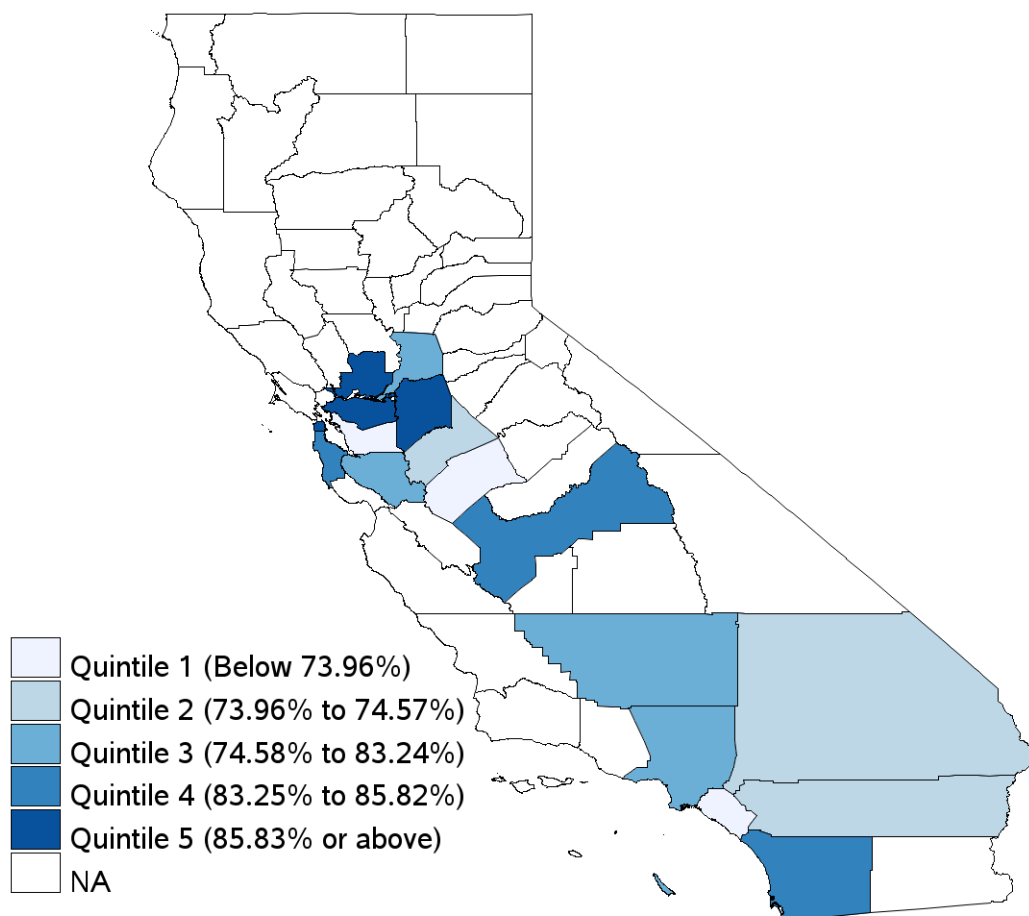 Quintile 1 (Below 73.96%)
Quintile 2 (73.96% to 74.57%)
Quintile 3 (74.58% to 83.24%)
Quintile 4 (83.25% to 85.82%)
Quintile 5 (85.83% or above)
NA